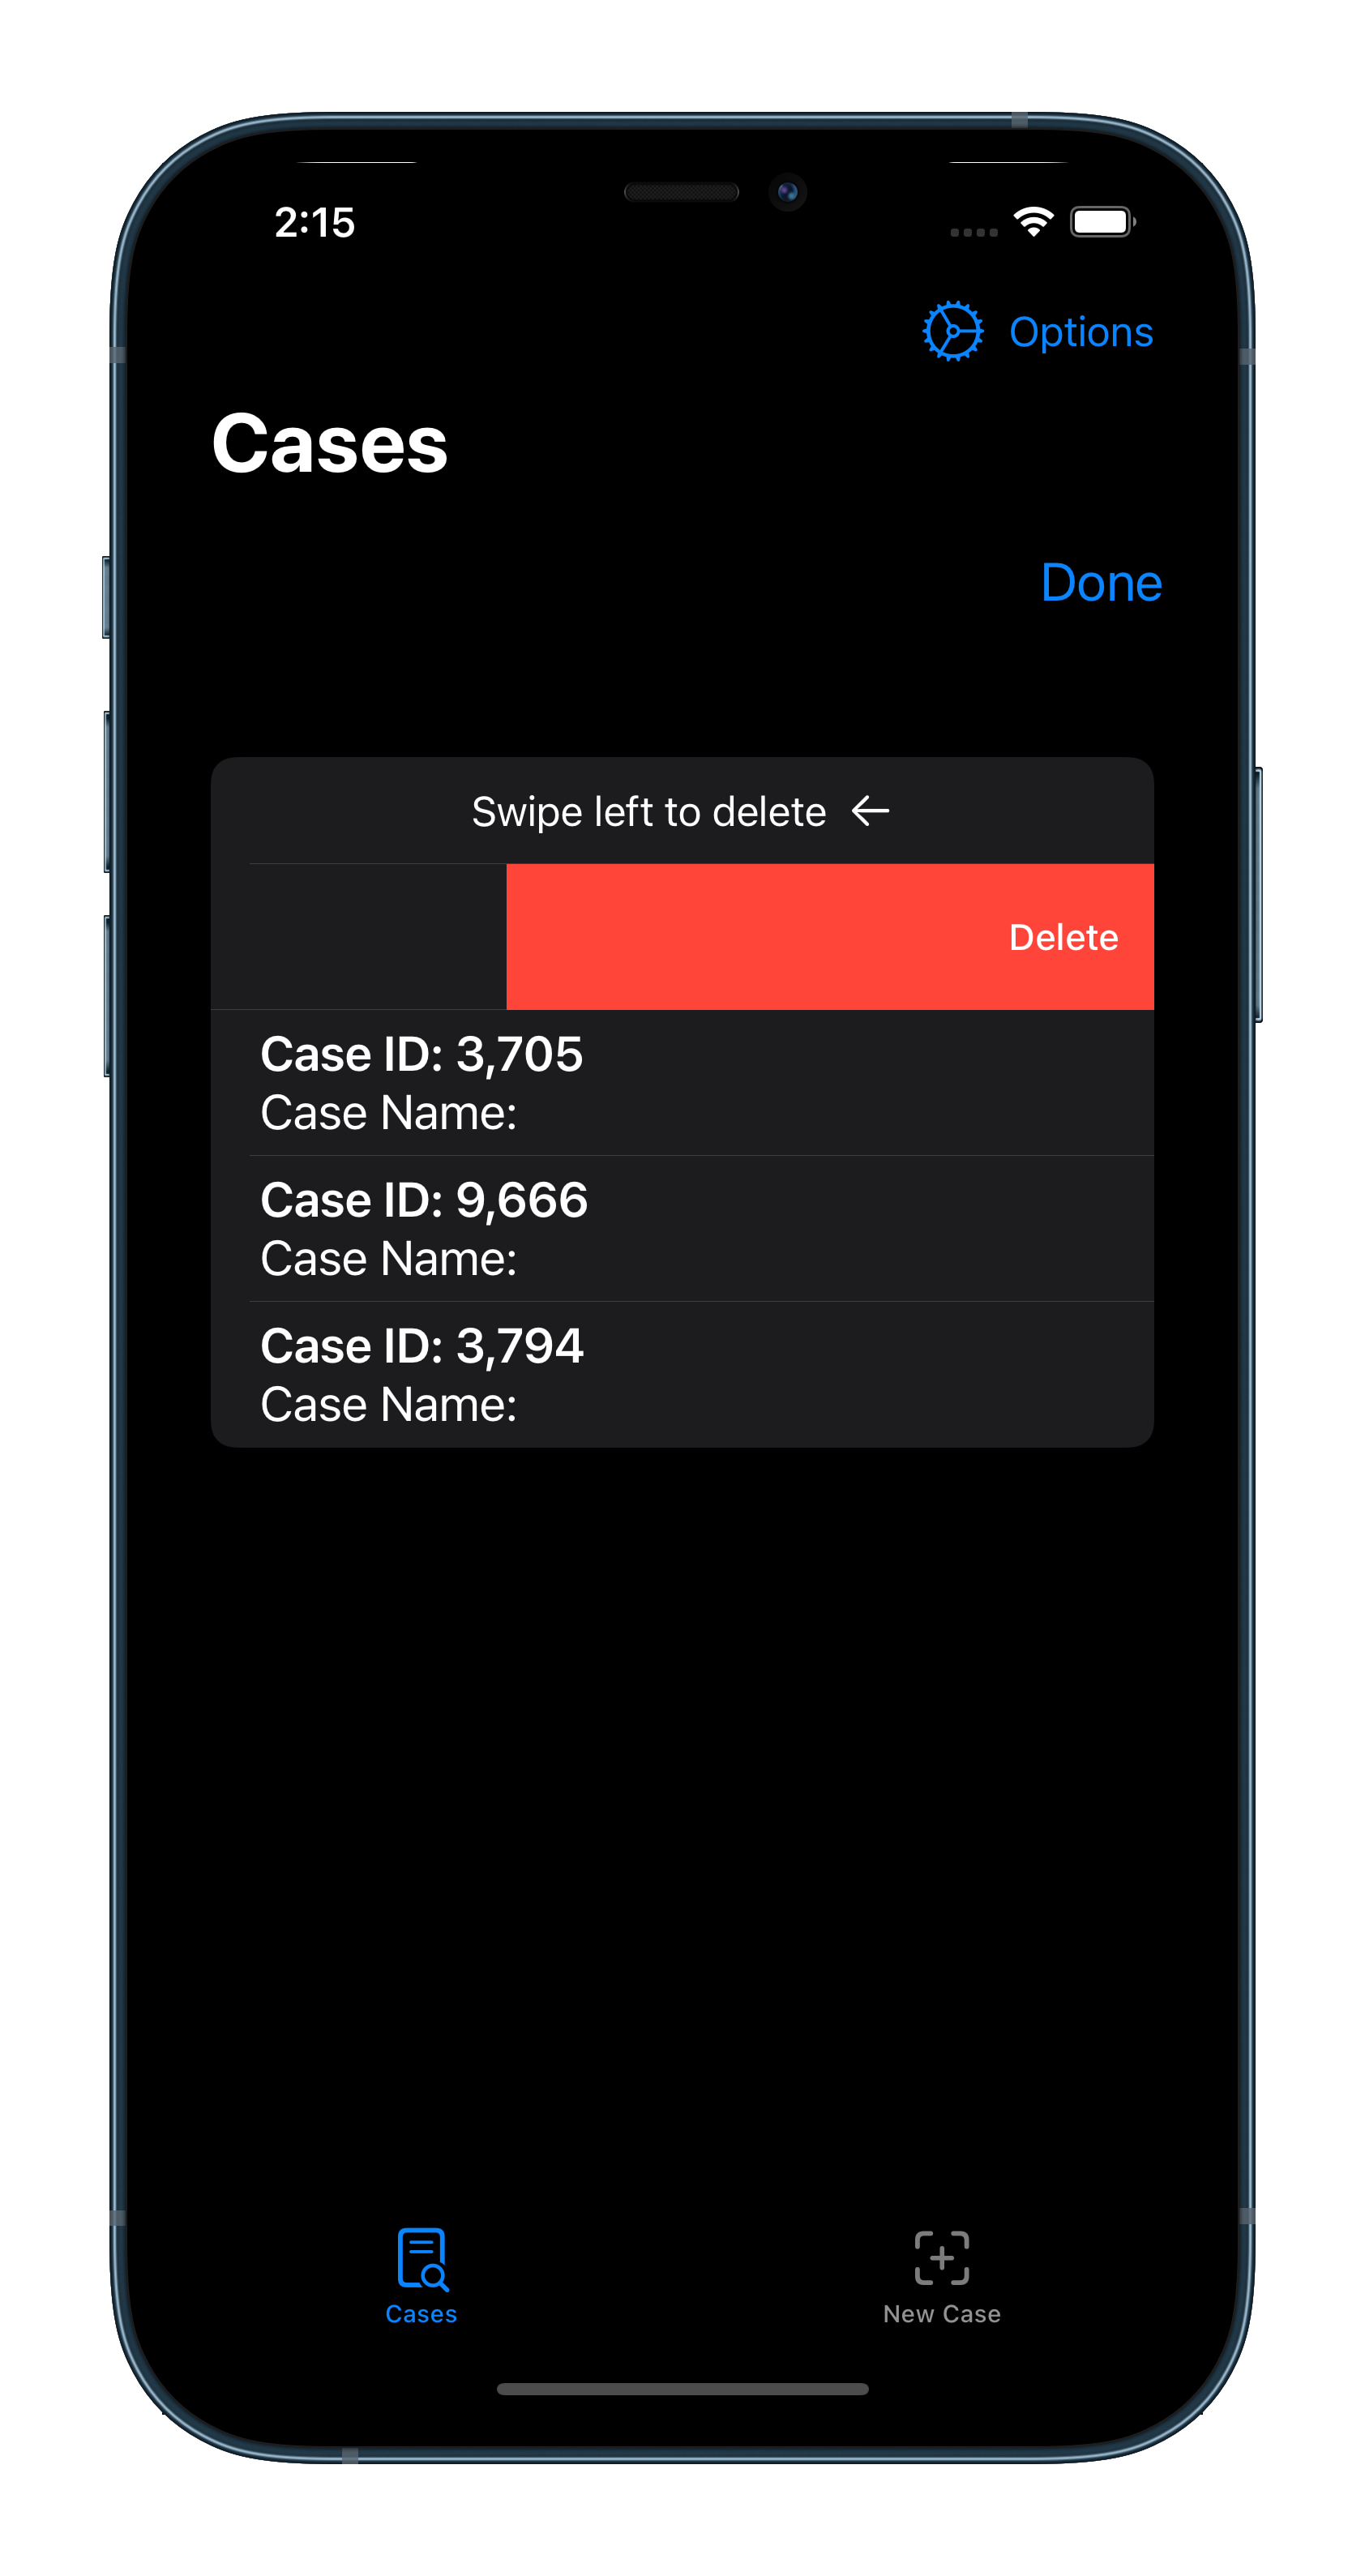 2:15
Options
Cases
Done
Swipe left to delete ←
Delete
Case ID: 3,705
Case Name:
Case ID: 9,666
Case Name:
Case ID: 3,794
Case Name:
Cases
New Case